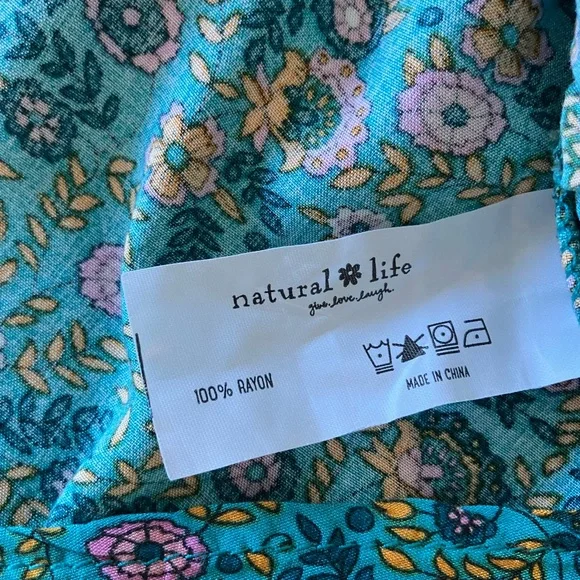 natural life
give. love. laugh.
100% RAYON
MADE IN CHINA